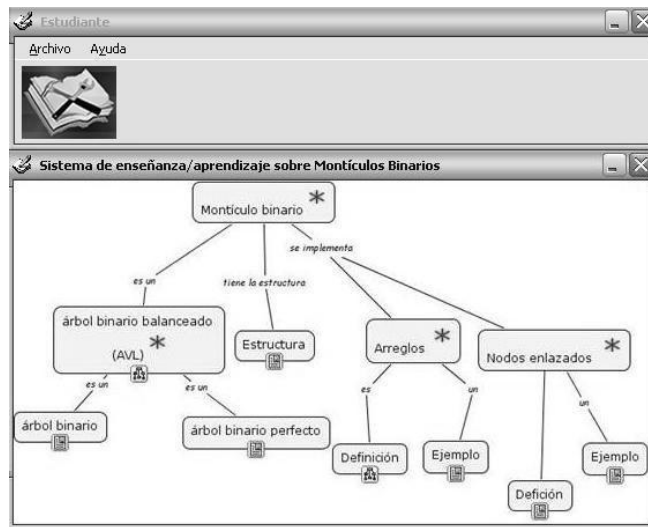 Estudiante
Archivo Ayuda
Sistema de enseñanza/aprendizaje sobre Montículos Binarios
Montículo binario
se implementa
es un
tiene la estructura
árbol binario balanceado
(AVL)
Estructura
Arreglos
Nodos enlazados
es un
es un
es
un
un
árbol binario
árbol binario perfecto
Definición
Ejemplo
Ejemplo
Defición